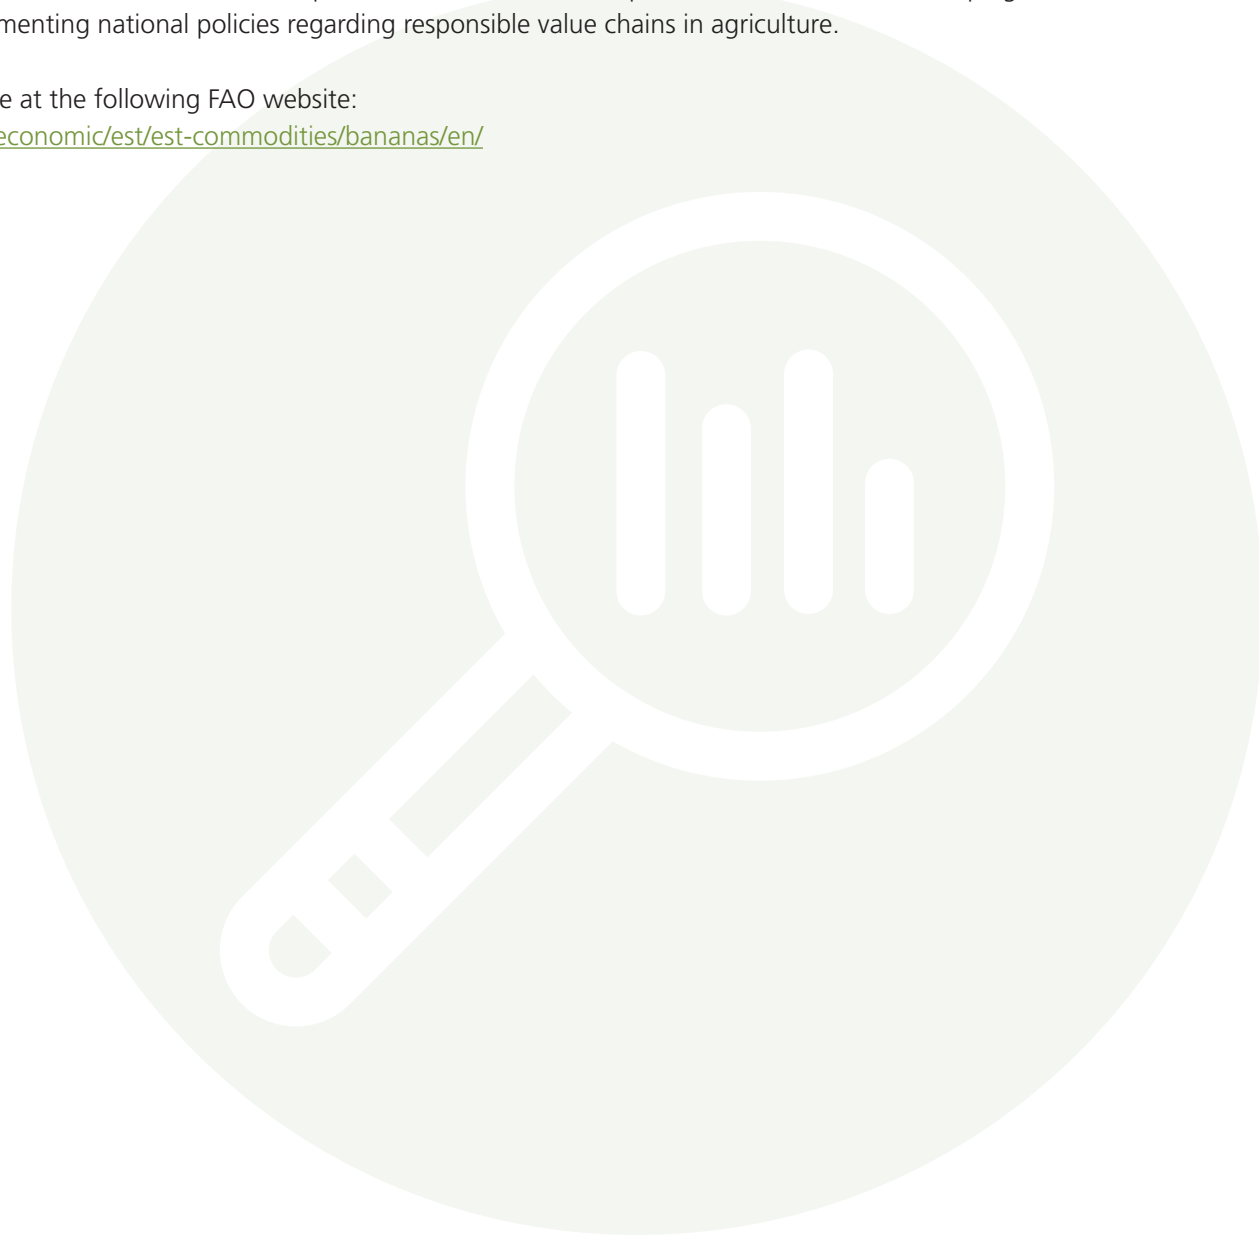 menting national policies regarding responsible value chains in agriculture.
e at the following FAO website:
economic/est/est-commodities/bananas/en/